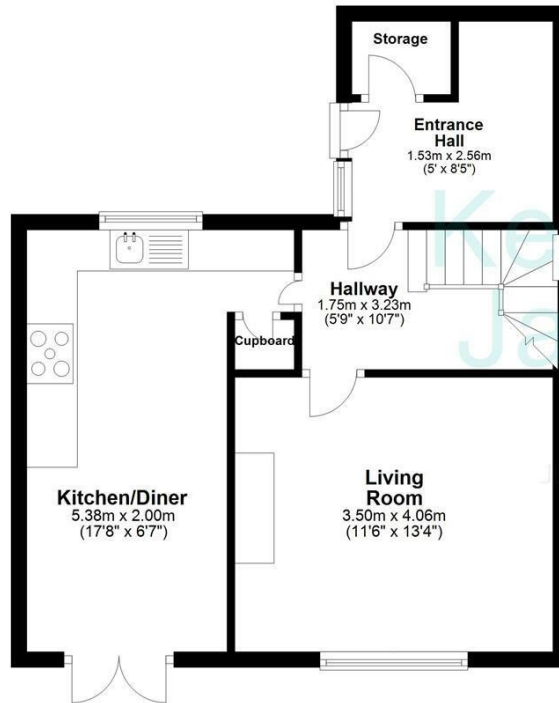 Storage
Entrance
Hall
1.53m x 2.56m
(5' x 8'5")
Ke
Hallway
1.75m x 3.23m
(5'9" x 10'7")
Ja
Cupboard
Kitchen/Diner
5.38m x 2.00m
(17'8" x 6'7")
Living
Room
3.50m x 4.06m
(11'6" x 13'4")